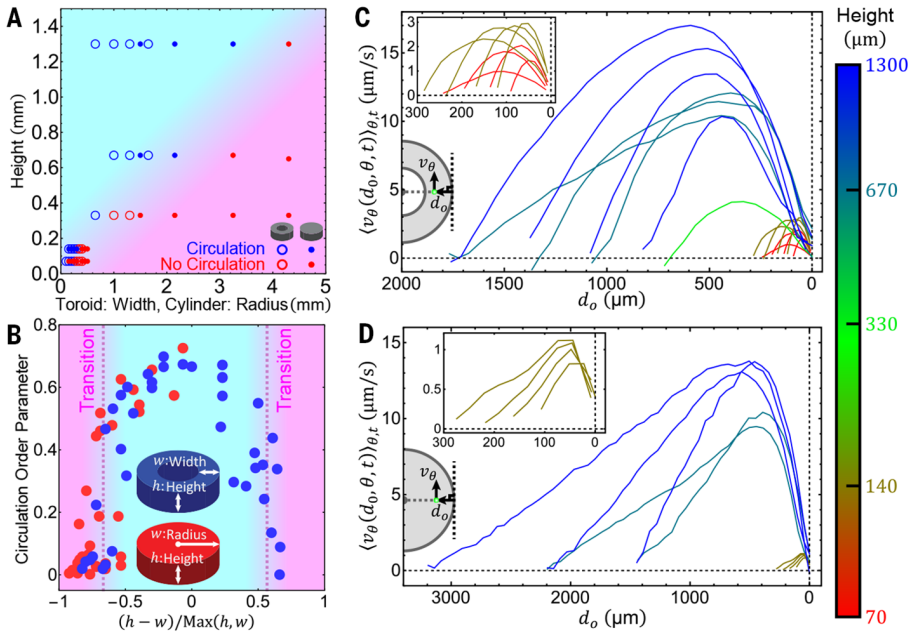 A
Height (mm)
1.4
1.2
1.0
0.8
0.6
0.4
0.2
0.0
Circulation
No Circulation
0 1 2 3 4 5
Toroid: Width, Cylinder: Radius(mm)
B
Circulation Order Parameter
0.8
0.6
0.4
0.2
0
Transition
Transition
w:Width
h:Height
w:Radius
h:Height
-1 -0.5 0 0.5 1
(h − w)/Max(h, w)
C
⟨v_θ(d_0, θ, t)⟩_θ,t (μm/s)
20
15
10
5
0
3
2
1
0
300 200 100 0
v_θ
d_o
2000 1500 1000 500 0
d_o (μm)
D
⟨v_θ(d_0, θ, t)⟩_θ,t (μm/s)
15
10
5
0
1
0.5
0
300 200 100 0
v_θ
d_o
3000 2000 1000 0
d_o (μm)
Height
(μm)
1300
670
330
140
70